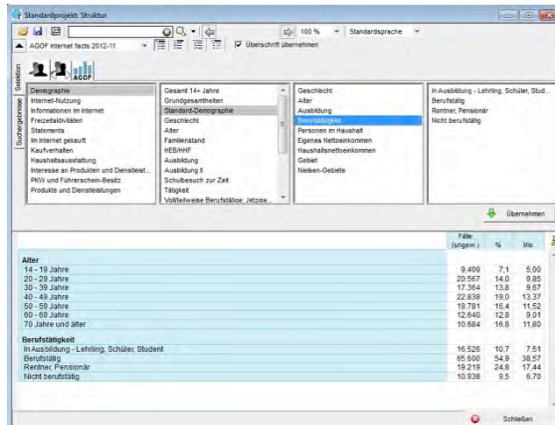 Standardprojekt: Struktur
100 % Standardsprache
AGOF internet facts 2012-11 Überschrift übernehmen
Selektion
Suchergebnisse
AGOF
Demographie
Internet-Nutzung
Informationen im Internet
Freizeitaktivitäten
Statements
Im Internet gekauft
Kaufverhalten
Haushaltsausstattung
Interesse an Produkten und Dienstleist...
PKW und Führerschein-Besitz
Produkte und Dienstleistungen
Gesamt 14+ Jahre
Grundgesamtheiten
Standard-Demographie
Geschlecht
Alter
Familienstand
HEB/HHF
Ausbildung
Ausbildung II
Schulbesuch zur Zeit
Tätigkeit
Voll/teilweise Berufstätige: Jetzige...
Geschlecht
Alter
Ausbildung
Berufstätigkeit
Personen im Haushalt
Eigenes Nettoeinkommen
Haushaltsnettoeinkommen
Gebiet
Nielsen-Gebiete
In Ausbildung - Lehrling, Schüler, Stud...
Berufstätig
Rentner, Pensionär
Nicht berufstätig
Übernehmen
Fälle
(ungew.) % Mio
Alter
14 - 19 Jahre 9.409 7,1 5,00
20 - 29 Jahre 20.567 14,0 9,85
30 - 39 Jahre 17.364 13,8 9,67
40 - 49 Jahre 22.838 19,0 13,37
50 - 59 Jahre 18.781 16,4 11,52
60 - 69 Jahre 12.640 12,8 9,01
70 Jahre und älter 10.684 16,8 11,80
Berufstätigkeit
In Ausbildung - Lehrling, Schüler, Student 16.526 10,7 7,51
Berufstätig 65.600 54,9 38,57
Rentner, Pensionär 19.219 24,8 17,44
Nicht berufstätig 10.938 9,5 6,70
Schließen